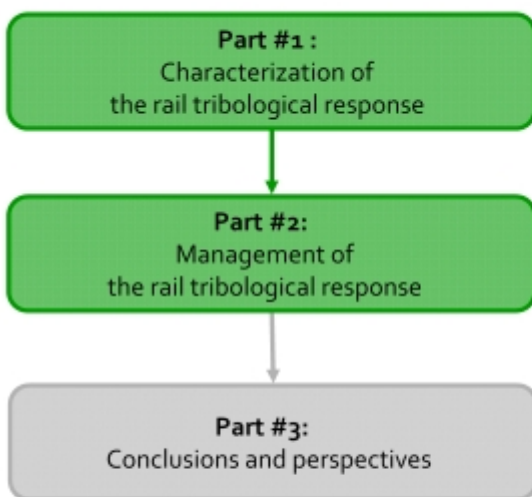 Part #1 :
Characterization of
the rail tribological response
Part #2:
Management of
the rail tribological response
Part #3:
Conclusions and perspectives